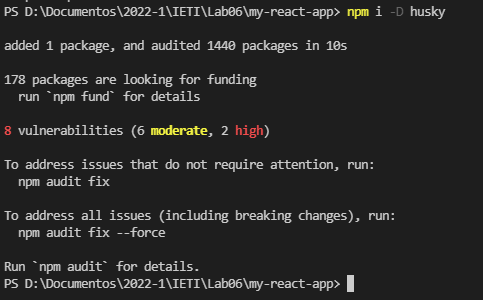 PS D:\Documentos\2022-1\IETI\Lab06\my-react-app> npm i -D husky
added 1 package, and audited 1440 packages in 10s
178 packages are looking for funding
  run `npm fund` for details
8 vulnerabilities (6 moderate, 2 high)
To address issues that do not require attention, run:
  npm audit fix
To address all issues (including breaking changes), run:
  npm audit fix --force
Run `npm audit` for details.
PS D:\Documentos\2022-1\IETI\Lab06\my-react-app>